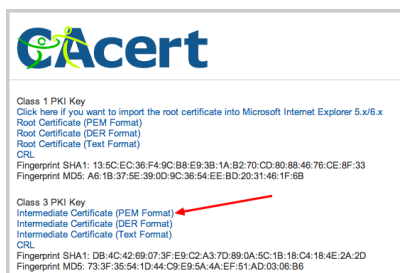 CAcert
Class 1 PKI Key
Click here if you want to import the root certificate into Microsoft Internet Explorer 5.x/6.x
Root Certificate (PEM Format)
Root Certificate (DER Format)
Root Certificate (Text Format)
CRL
Fingerprint SHA1: 13:5C:EC:36:F4:9C:B8:E9:3B:1A:B2:70:CD:80:88:46:76:CE:8F:33
Fingerprint MD5: A6:1B:37:5E:39:0D:9C:36:54:EE:BD:20:31:46:1F:6B
Class 3 PKI Key
Intermediate Certificate (PEM Format)
Intermediate Certificate (DER Format)
Intermediate Certificate (Text Format)
CRL
Fingerprint SHA1: DB:4C:42:69:07:3F:E9:C2:A3:7D:89:0A:5C:1B:18:C4:18:4E:2A:2D
Fingerprint MD5: 73:3F:35:54:1D:44:C9:E9:5A:4A:EF:51:AD:03:06:B6